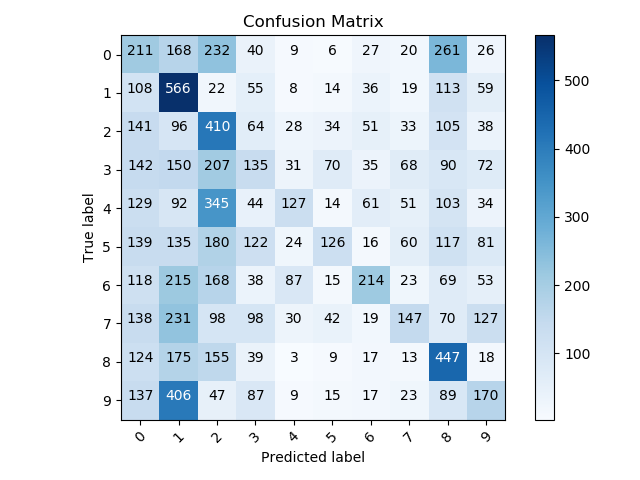 Confusion Matrix
0 211 168 232 40 9 6 27 20 261 26
1 108 566 22 55 8 14 36 19 113 59
2 141 96 410 64 28 34 51 33 105 38
3 142 150 207 135 31 70 35 68 90 72
4 129 92 345 44 127 14 61 51 103 34
5 139 135 180 122 24 126 16 60 117 81
6 118 215 168 38 87 15 214 23 69 53
7 138 231 98 98 30 42 19 147 70 127
8 124 175 155 39 3 9 17 13 447 18
9 137 406 47 87 9 15 17 23 89 170
0 1 2 3 4 5 6 7 8 9
True label
Predicted label
500
400
300
200
100